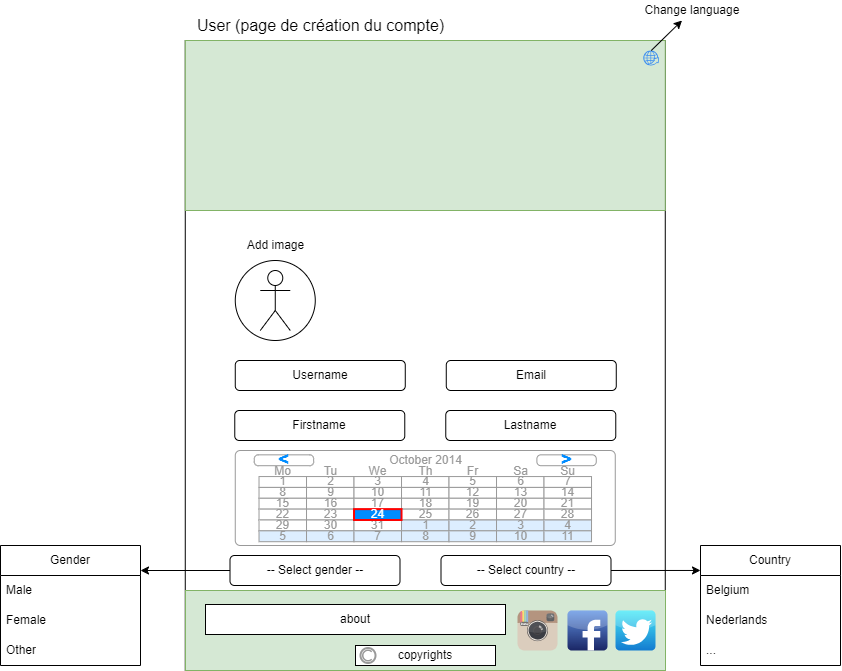 Change language
User (page de création du compte)
Add image
Username
Email
Firstname
Lastname
< October 2014 >
Mo Tu We Th Fr Sa Su
1 2 3 4 5 6 7
8 9 10 11 12 13 14
15 16 17 18 19 20 21
22 23 24 25 26 27 28
29 30 31 1 2 3 4
5 6 7 8 9 10 11
Gender
Male
Female
Other
-- Select gender --
-- Select country --
Country
Belgium
Nederlands
...
about
© copyrights